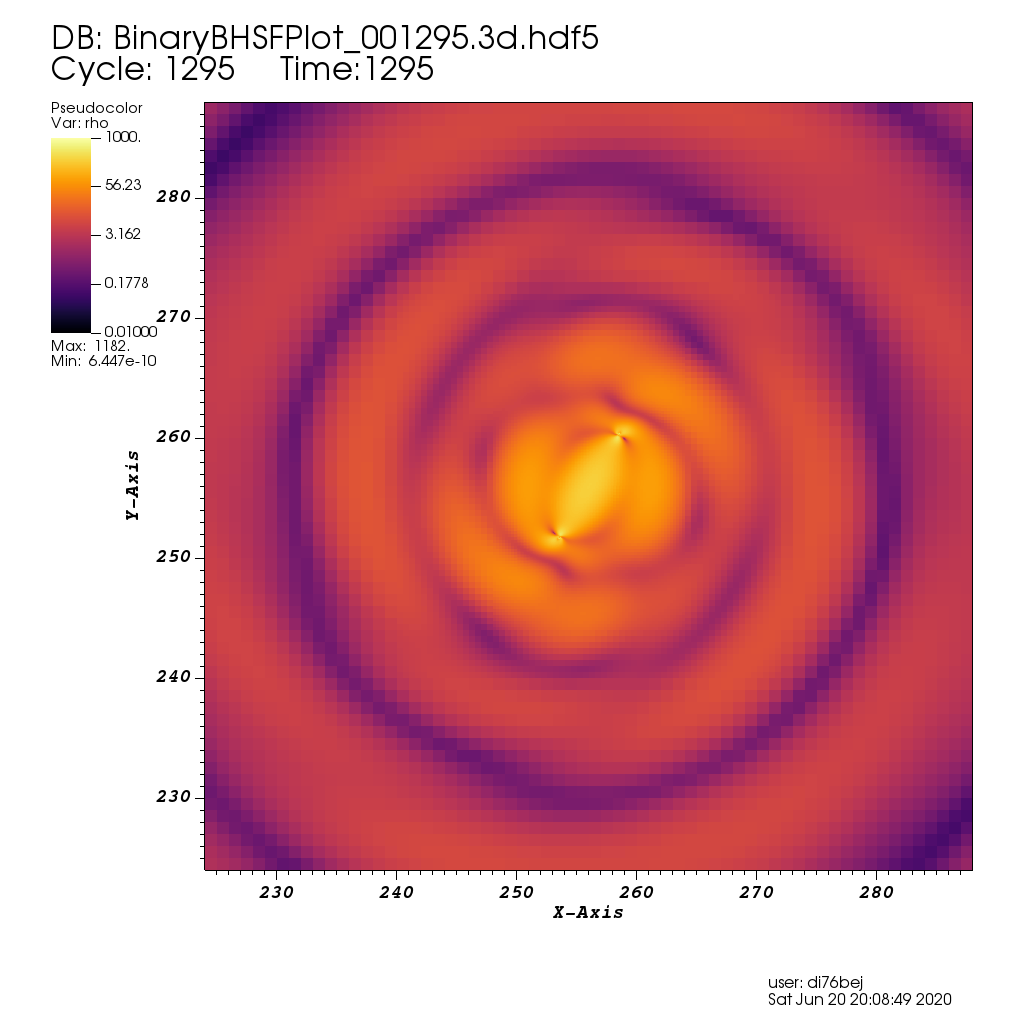 DB: BinaryBHSFPlot_001295.3d.hdf5
Cycle: 1295 Time:1295
Pseudocolor
Var: rho
1000.
56.23
3.162
0.1778
0.01000
Max: 1182.
Min: 6.447e-10
280
270
260
250
240
230
Y-Axis
230 240 250 260 270 280
X-Axis
user: di76bej
Sat Jun 20 20:08:49 2020